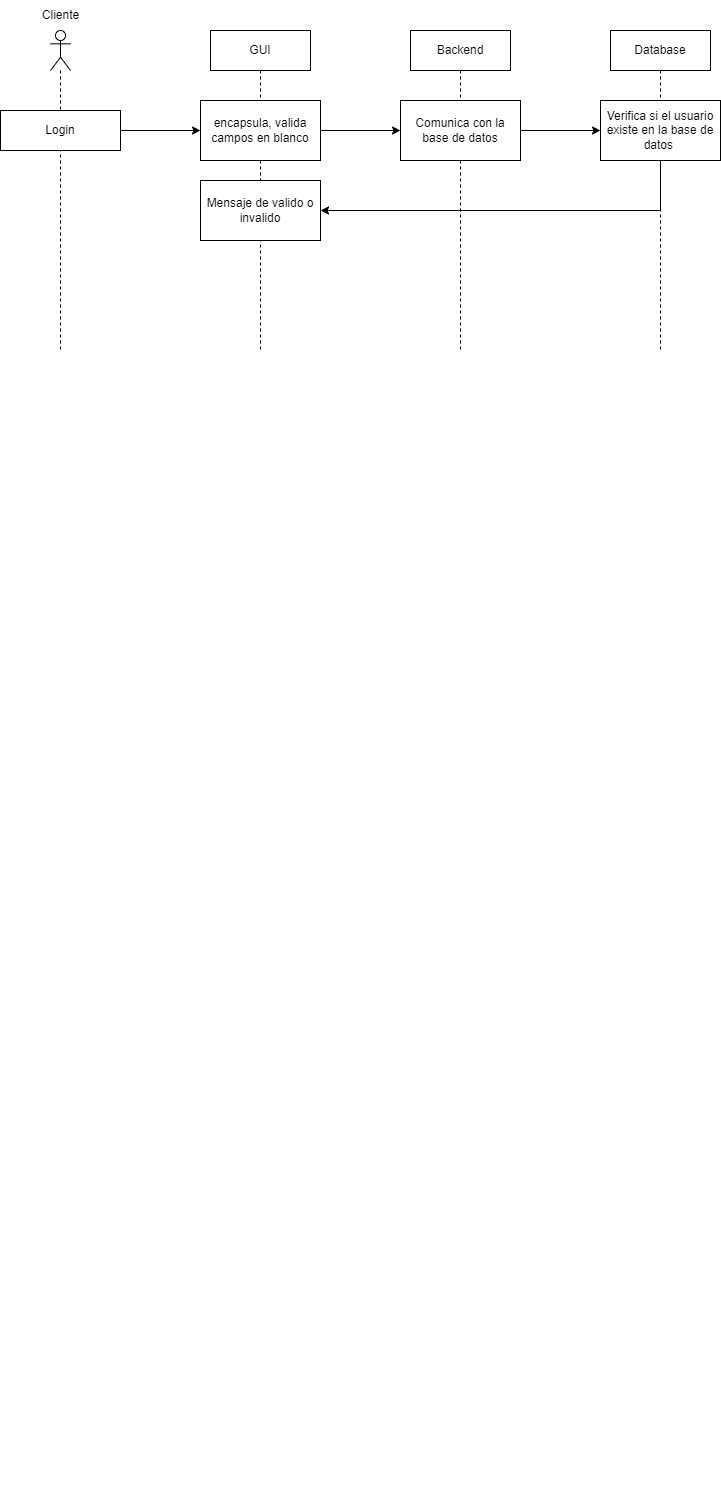 Cliente
GUI
Backend
Database
Login
encapsula, valida
campos en blanco
Comunica con la
base de datos
Verifica si el usuario
existe en la base de
datos
Mensaje de valido o
invalido